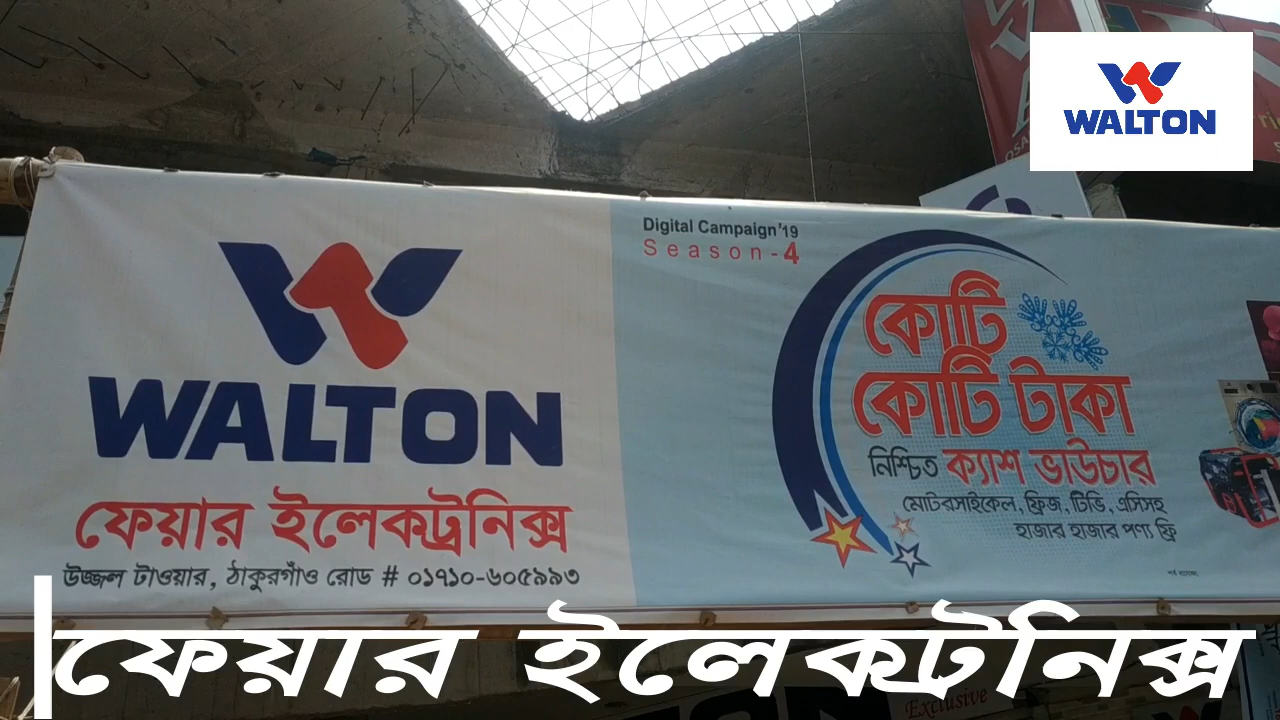 WALTON
WALTON
ফেয়ার ইলেকট্রনিক্স
উজ্জল টাওয়ার, ঠাকুরগাঁও রোড # ০১৭১০-৬০৫৯৯৩
Digital Campaign'19
Season-4
কোটি
কোটি টাকা
নিশ্চিত ক্যাশ ভাউচার
মোটরসাইকেল, ফ্রিজ, টিভি, এসিসহ
হাজার হাজার পণ্য ফ্রি
ফেয়ার ইলেকট্রনিক্স
Exclusive